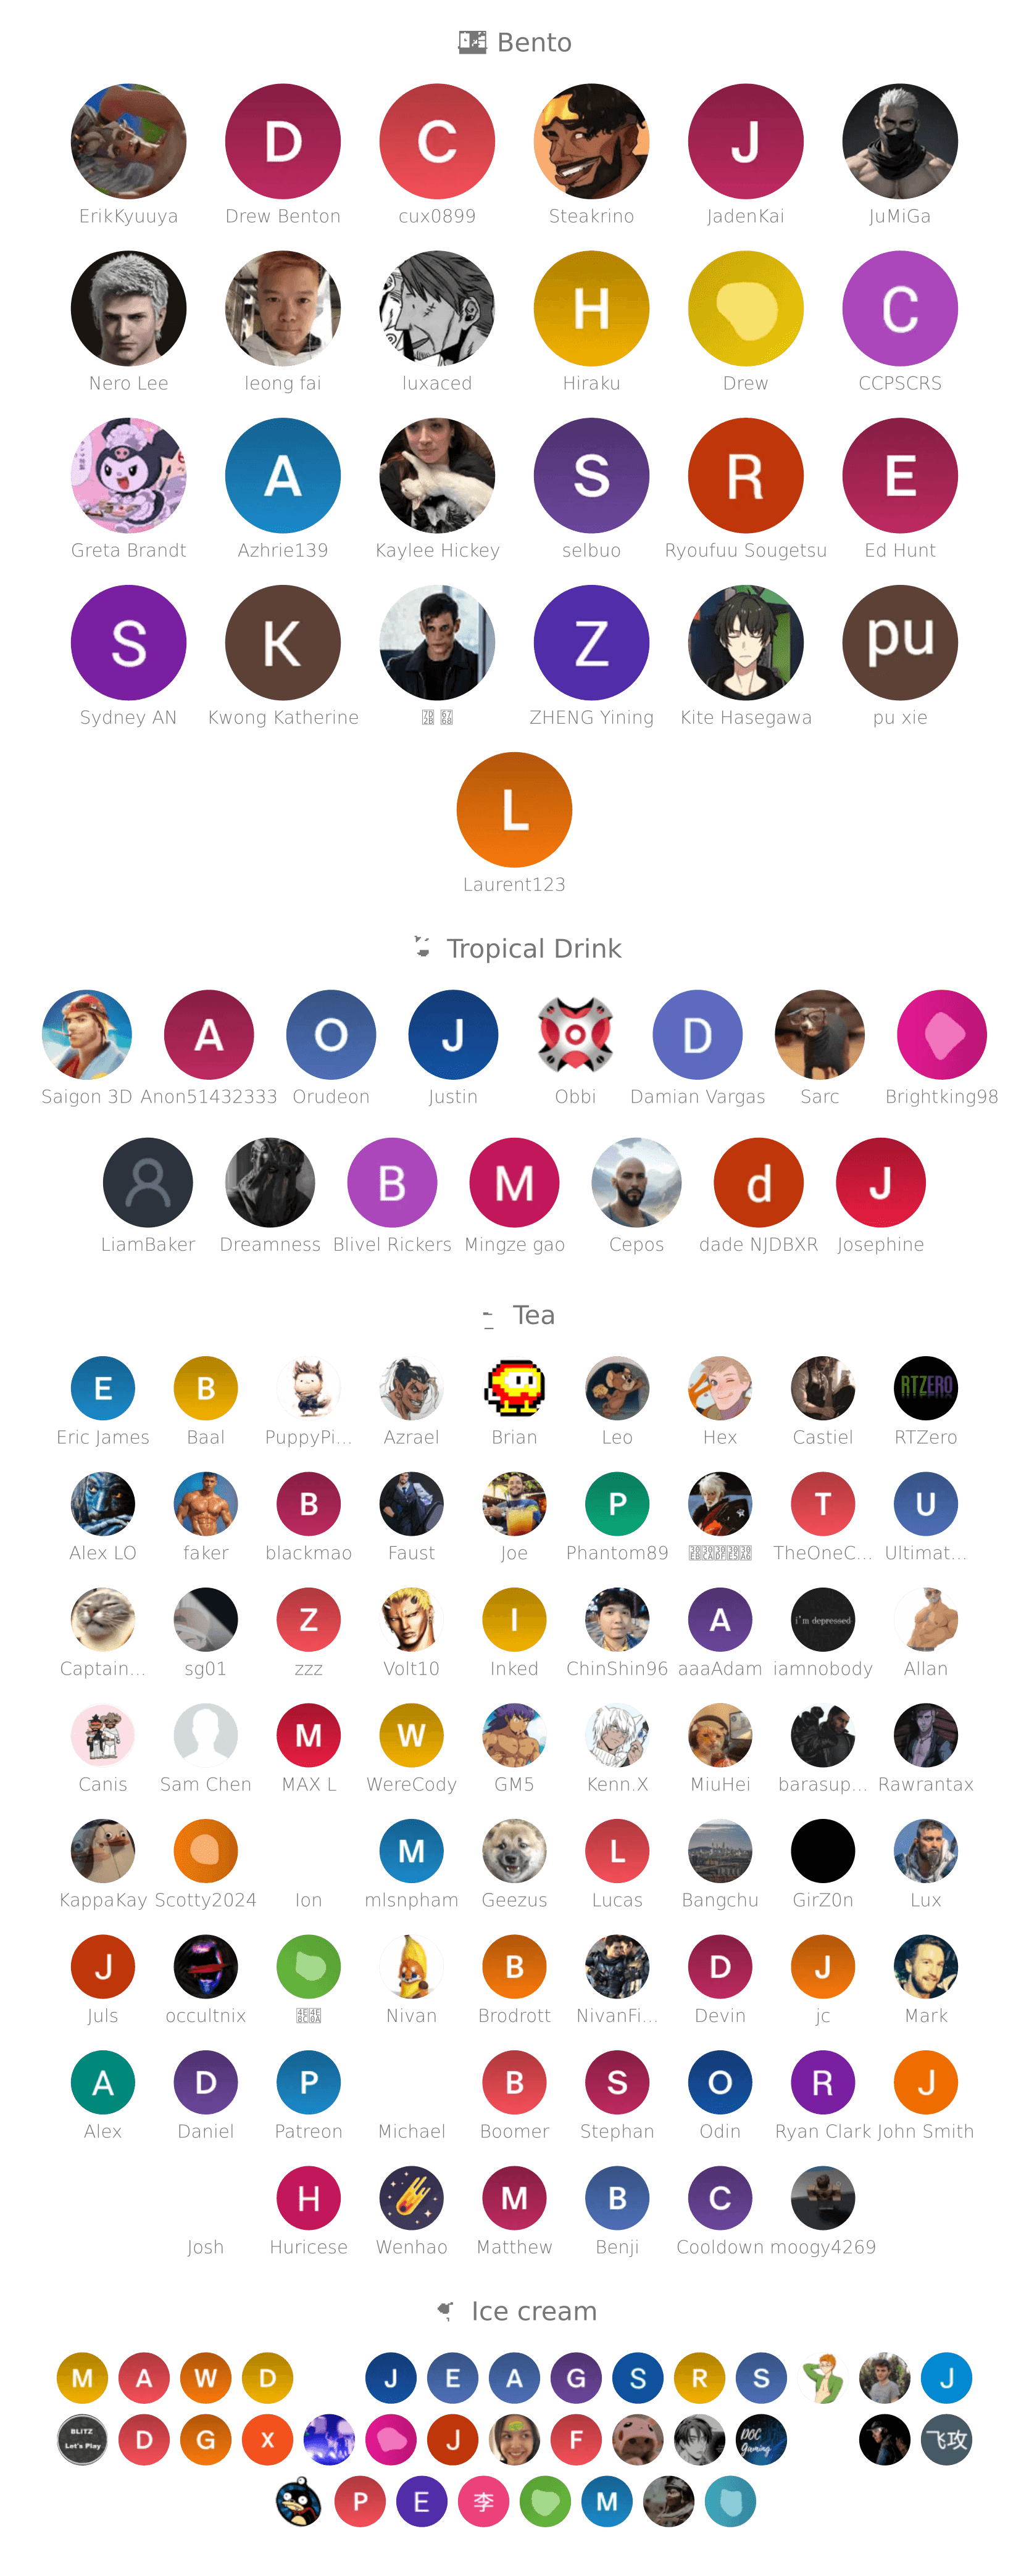 Bento
D C J
ErikKyuuya Drew Benton cux0899 Steakrino JadenKai JuMiGa
H C
Nero Lee leong fai luxaced Hiraku Drew CCPSCRS
A S R E
Greta Brandt Azhrie139 Kaylee Hickey selbuo Ryoufuu Sougetsu Ed Hunt
S K Z pu
Sydney AN Kwong Katherine ZHENG Yining Kite Hasegawa pu xie
L
Laurent123
Tropical Drink
A O J D
Saigon 3D Anon51432333 Orudeon Justin Obbi Damian Vargas Sarc Brightking98
B M d J
LiamBaker Dreamness Blivel Rickers Mingze gao Cepos dade NJDBXR Josephine
Tea
E B RTZERO
Eric James Baal PuppyPi... Azrael Brian Leo Hex Castiel RTZero
B P T U
Alex LO faker blackmao Faust Joe Phantom89 TheOneC... Ultimat...
Z I A i'm depressed
Captain... sg01 zzz Volt10 Inked ChinShin96 aaaAdam iamnobody Allan
M W
Canis Sam Chen MAX L WereCody GM5 Kenn.X MiuHei barasup... Rawrantax
M L
KappaKay Scotty2024 Ion mlsnpham Geezus Lucas Bangchu GirZ0n Lux
J B D J
Juls occultnix Nivan Brodrott NivanFi... Devin jc Mark
A D P B S O R J
Alex Daniel Patreon Michael Boomer Stephan Odin Ryan Clark John Smith
H M B C
Josh Huricese Wenhao Matthew Benji Cooldown moogy4269
Ice cream
M A W D J E A G S R S J
BLITZ Let's Play D G X J F DOC Gaming 飞攻
P E 李 M